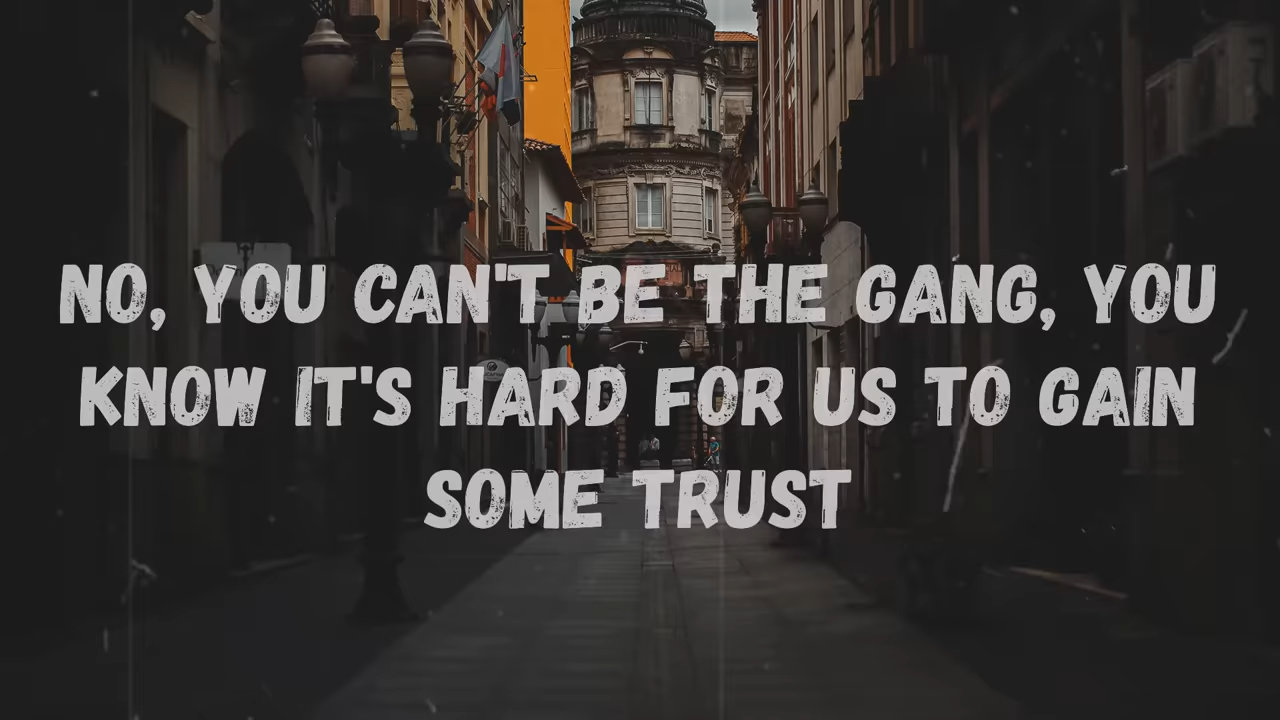 NO, YOU CAN'T BE THE GANG, YOU
KNOW IT'S HARD FOR US TO GAIN
SOME TRUST